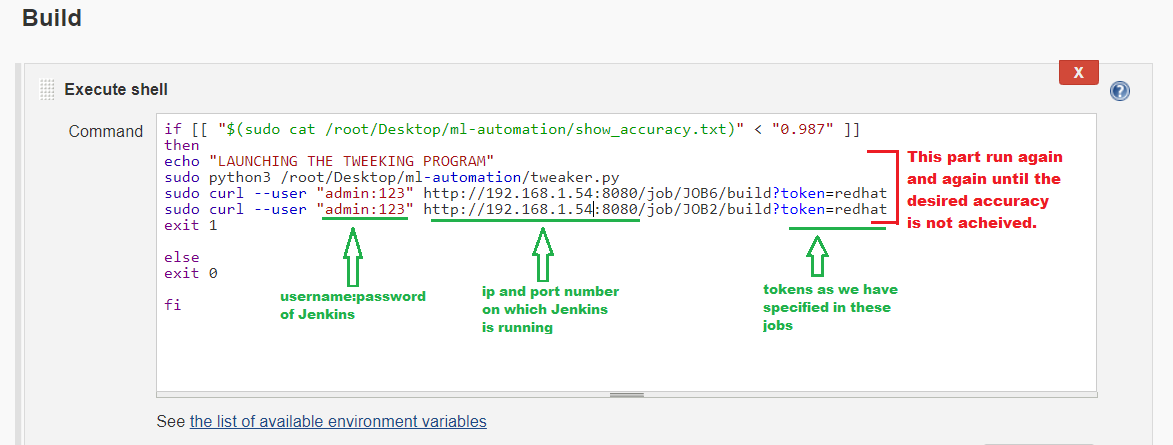 Build
X
Execute shell
?
Command
if [[ "$(sudo cat /root/Desktop/ml-automation/show_accuracy.txt)" < "0.987" ]]
then
echo "LAUNCHING THE TWEEKING PROGRAM"
sudo python3 /root/Desktop/ml-automation/tweaker.py
sudo curl --user "admin:123" http://192.168.1.54:8080/job/JOB6/build?token=redhat
sudo curl --user "admin:123" http://192.168.1.54:8080/job/JOB2/build?token=redhat
exit 1
else
exit 0
fi
This part run again
and again until the
desired accuracy
is not acheived.
username:password
of Jenkins
ip and port number
on which Jenkins
is running
tokens as we have
specified in these
jobs
See the list of available environment variables